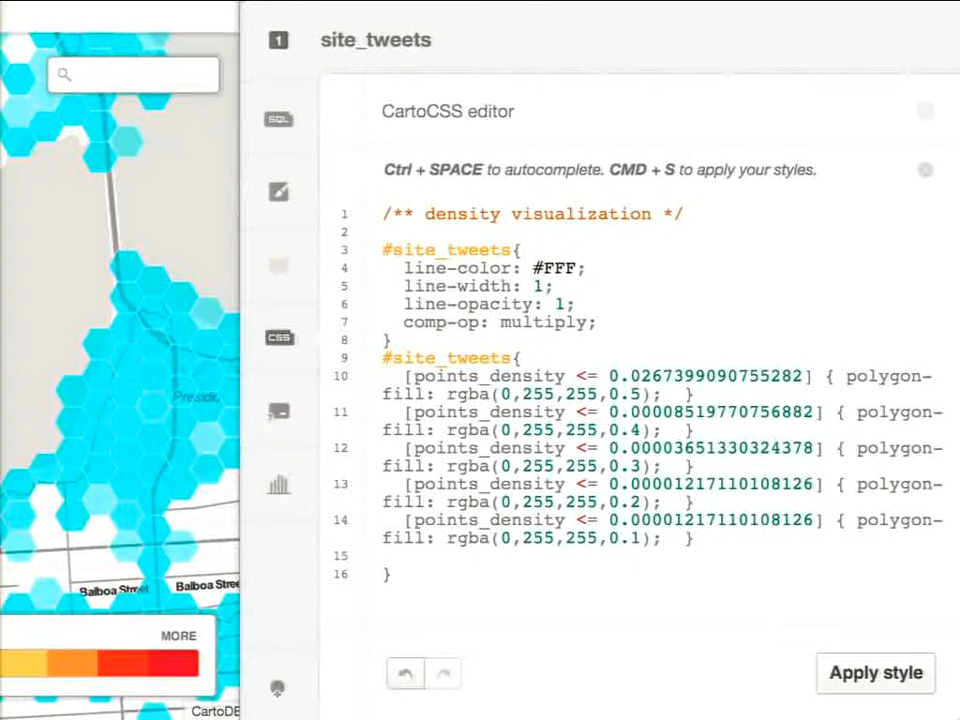 1
site_tweets
SQL
CartoCSS editor
Ctrl + SPACE to autocomplete. CMD + S to apply your styles.
1 /** density visualization */
2
3 #site_tweets{
4 line-color: #FFF;
5 line-width: 1;
6 line-opacity: 1;
7 comp-op: multiply;
8 }
9 #site_tweets{
10 [points_density <= 0.0267399090755282] { polygon-
fill: rgba(0,255,255,0.5); }
11 [points_density <= 0.00008519770756882] { polygon-
fill: rgba(0,255,255,0.4); }
12 [points_density <= 0.00003651330324378] { polygon-
fill: rgba(0,255,255,0.3); }
13 [points_density <= 0.00001217110108126] { polygon-
fill: rgba(0,255,255,0.2); }
14 [points_density <= 0.00001217110108126] { polygon-
fill: rgba(0,255,255,0.1); }
15
16 }
CSS
Presidi
Balboa Street
Balboa Stree
MORE
CartoDB
Apply style